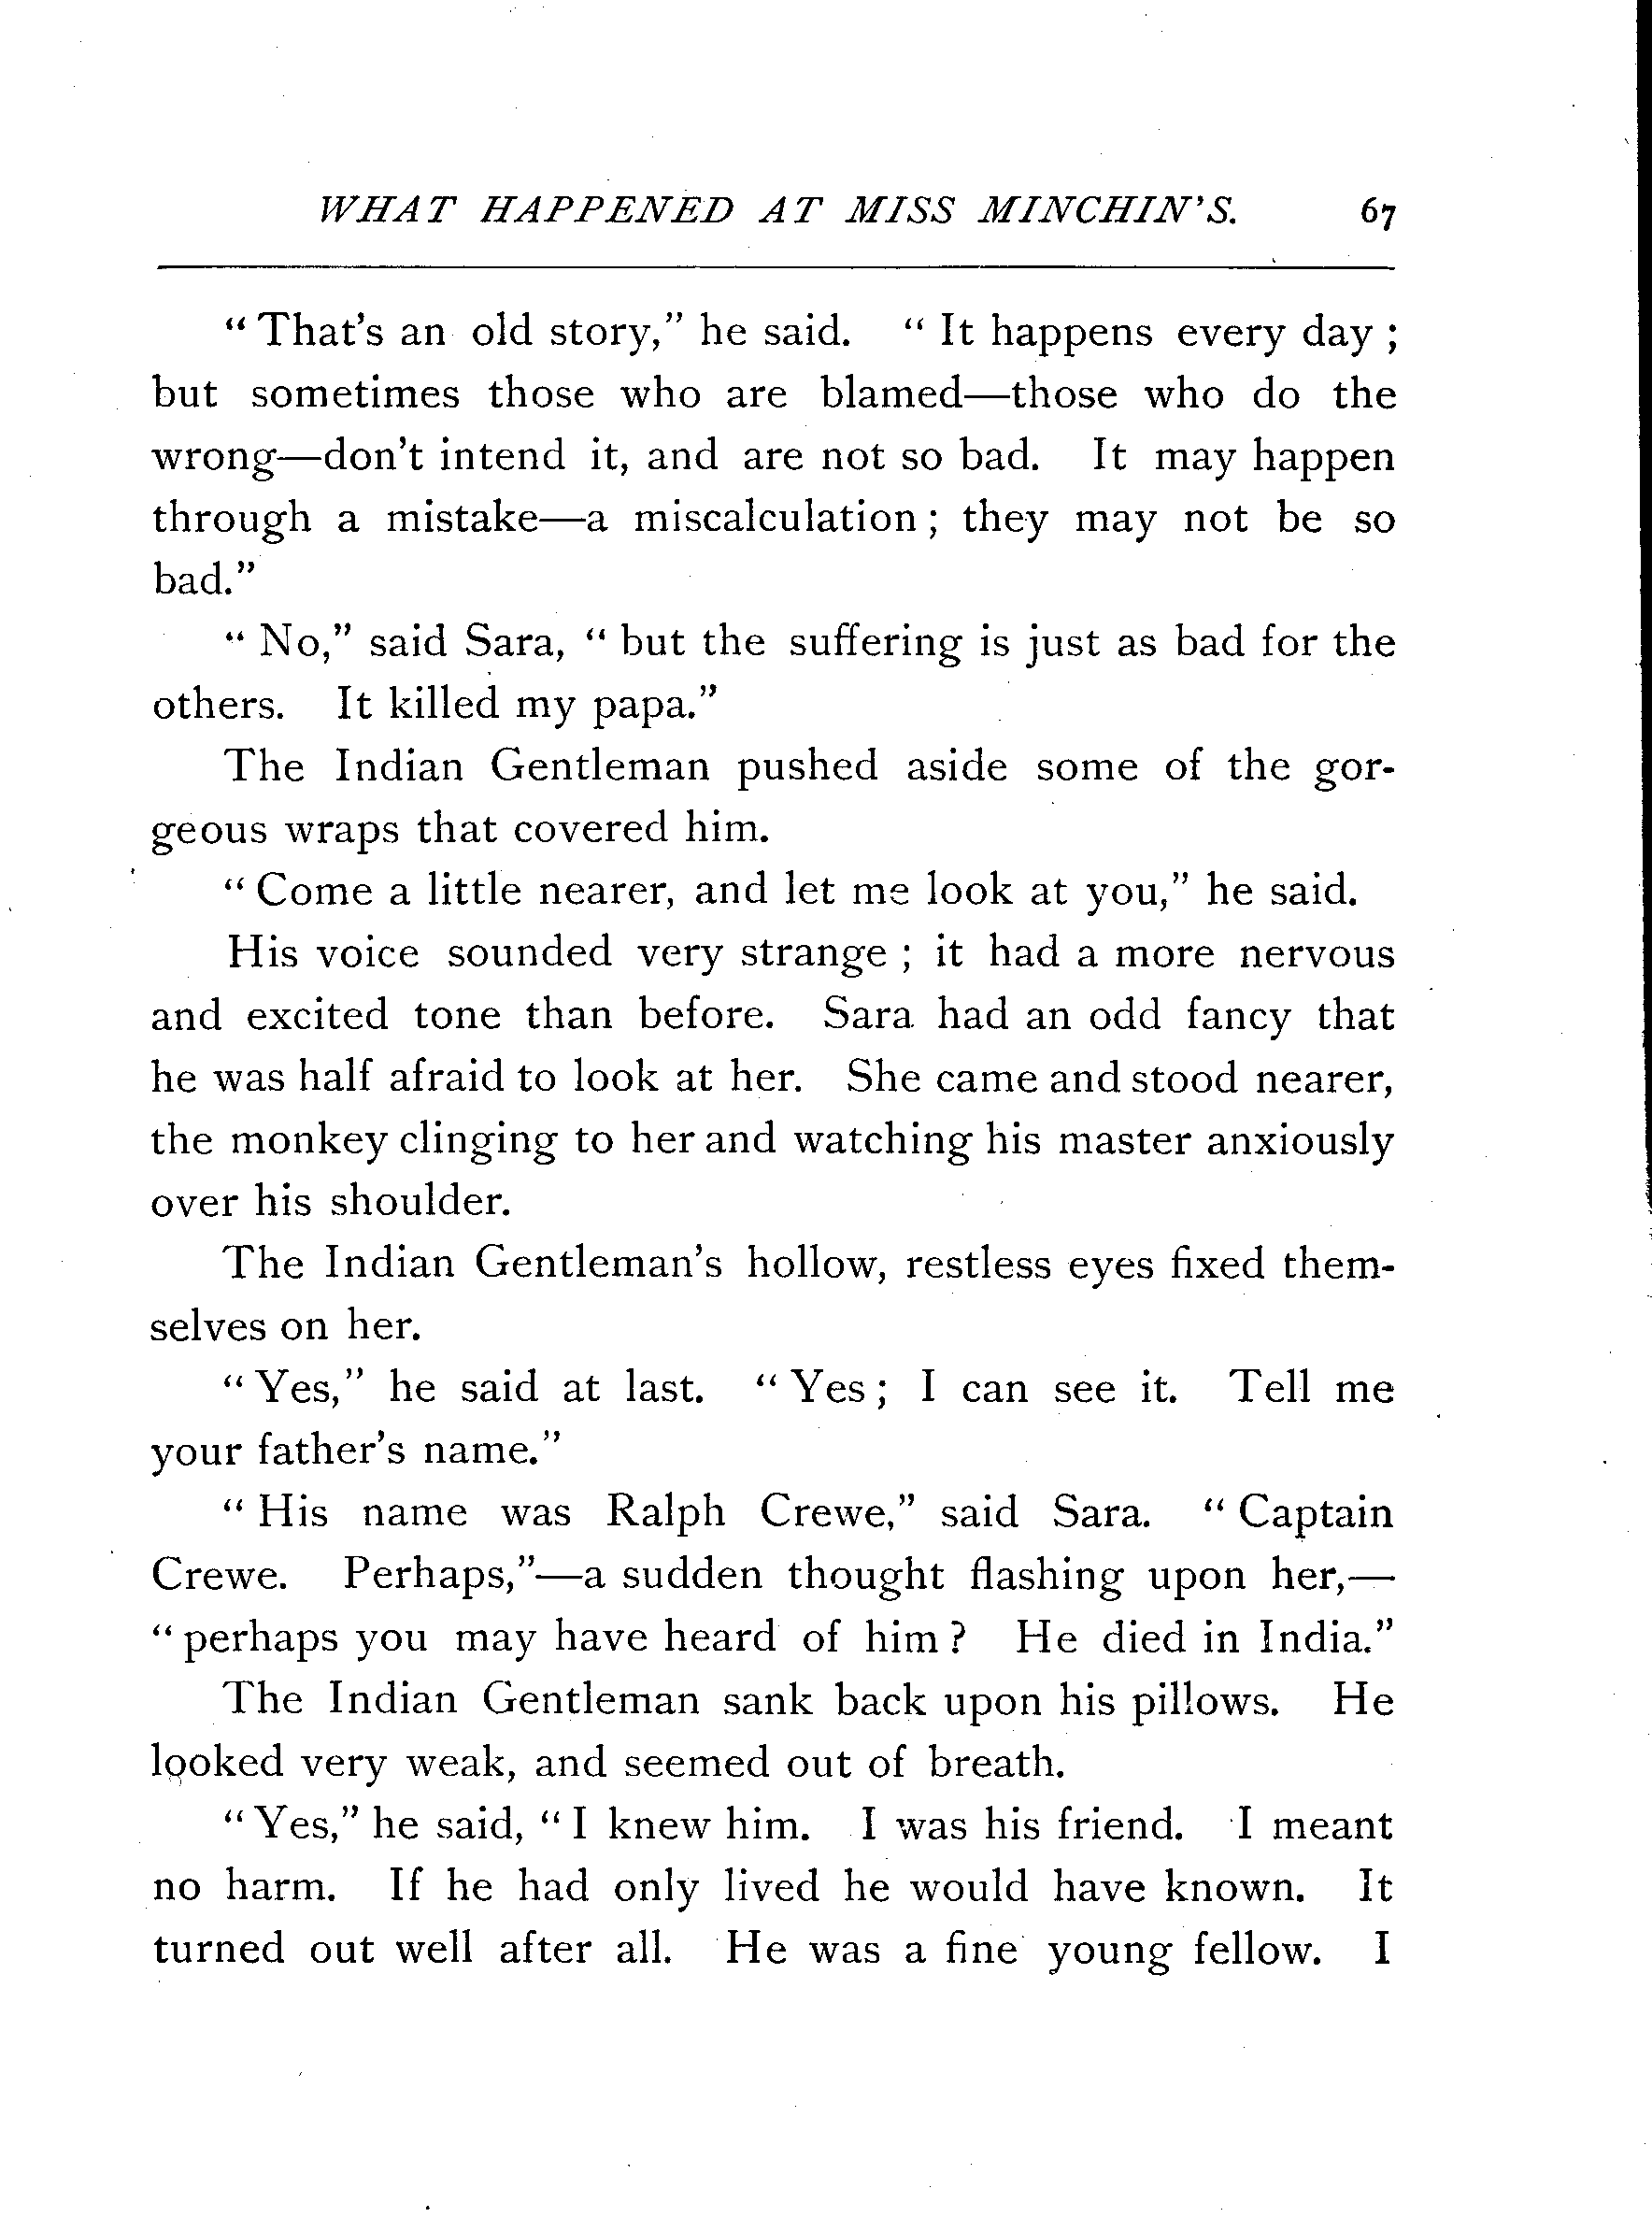 WHAT HAPPENED AT MISS MINCHIN'S. 67
"That's an old story," he said. "It happens every day;
but sometimes those who are blamed—those who do the
wrong—don't intend it, and are not so bad. It may happen
through a mistake—a miscalculation; they may not be so
bad."
"No," said Sara, "but the suffering is just as bad for the
others. It killed my papa."
The Indian Gentleman pushed aside some of the gor-
geous wraps that covered him.
"Come a little nearer, and let me look at you," he said.
His voice sounded very strange; it had a more nervous
and excited tone than before. Sara had an odd fancy that
he was half afraid to look at her. She came and stood nearer,
the monkey clinging to her and watching his master anxiously
over his shoulder.
The Indian Gentleman's hollow, restless eyes fixed them-
selves on her.
"Yes," he said at last. "Yes; I can see it. Tell me
your father's name."
"His name was Ralph Crewe," said Sara. "Captain
Crewe. Perhaps,"—a sudden thought flashing upon her,—
"perhaps you may have heard of him? He died in India."
The Indian Gentleman sank back upon his pillows. He
looked very weak, and seemed out of breath.
"Yes," he said, "I knew him. I was his friend. I meant
no harm. If he had only lived he would have known. It
turned out well after all. He was a fine young fellow. I